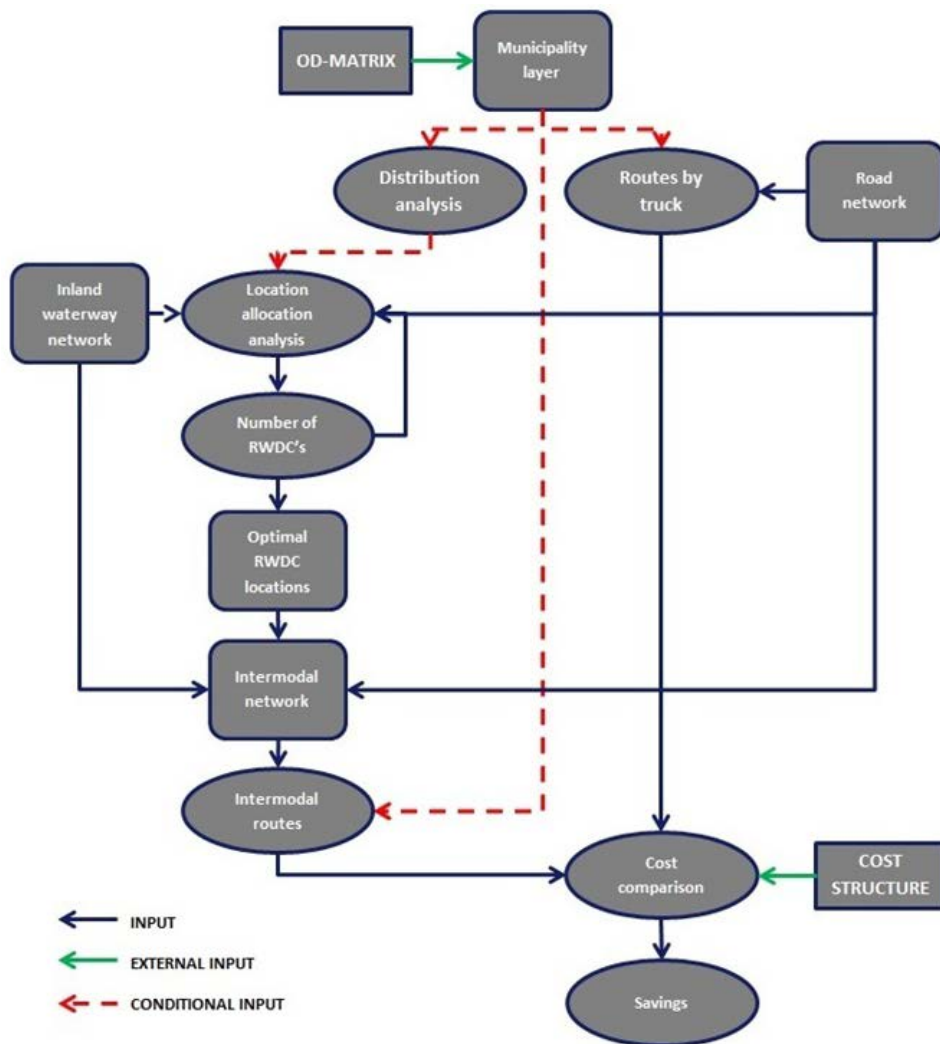 OD-MATRIX
Municipality
layer
Distribution
analysis
Routes by
truck
Road
network
Inland
waterway
network
Location
allocation
analysis
Number of
RWDC's
Optimal
RWDC
locations
Intermodal
network
Intermodal
routes
Cost
comparison
COST
STRUCTURE
INPUT
EXTERNAL INPUT
CONDITIONAL INPUT
Savings